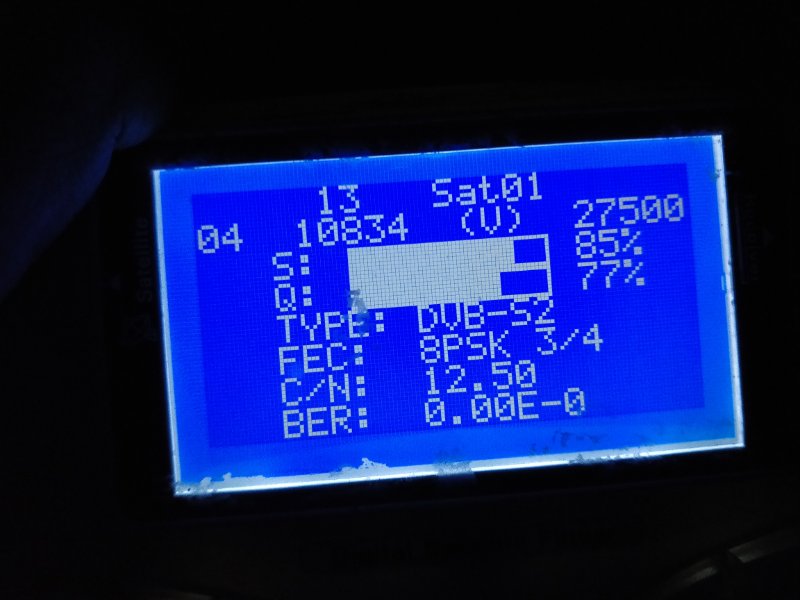 13 Sat01
04 10834 (V) 27500
S: 85%
Q: 77%
TYPE: DVB-S2
FEC: 8PSK 3/4
C/N: 12.50
BER: 0.00E-0